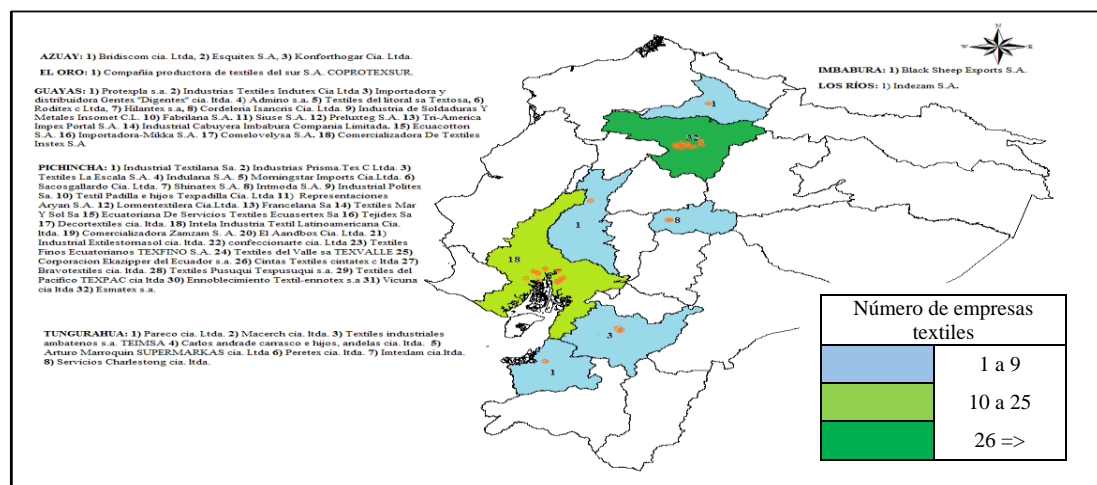 AZUAY: 1) Bridiscom cia. Ltda, 2) Esquitex S.A, 3) Konforthogar Cia. Ltda.
EL ORO: 1) Compañia productora de textiles del sur S.A. COPROTEXSUR.
GUAYAS: 1) Protexpla s.a. 2) Industrias Textiles Indutex Cia Ltda 3) Importadora y
distribuidora Gentex "Digentex" cia. ltda. 4) Admino s.a. 5) Textiles del litoral sa Textosa, 6)
Roditex c Ltda, 7) Hilantex s.a, 8) Cordeleria Isancris Cia. Ltda. 9) Industria de Soldaduras Y
Metales Insomet C.L. 10) Fabrilana S.A. 11) Siuse S.A. 12) Preluxteg S.A. 13) Tri-America
Impex Portal S.A. 14) Industrial Cabuyera Imbabura Compania Limitada. 15) Ecuacotton
S.A. 16) Importadora-Mikka S.A. 17) Comelovelysa S.A. 18) Comercializadora De Textiles
Instex S.A
PICHINCHA: 1) Industrial Textilana Sa. 2) Industrias Prisma.Tex C Ltda. 3)
Textiles La Escala S.A. 4) Indulana S.A. 5) Morningstar Imports Cia.Ltda. 6)
Sacosgallardo Cia. Ltda. 7) Shinatex S.A. 8) Intmoda S.A. 9) Industrial Politex
Sa. 10) Textil Padilla e hijos Texpadilla Cia. Ltda 11) Representaciones
Aryan S.A. 12) Lormentextilera Cia.Ltda. 13) Francelana Sa 14) Textiles Mar
Y Sol Sa 15) Ecuatoriana De Servicios Textiles Ecuasertex Sa 16) Tejidex Sa
17) Decortextiles cia. ltda. 18) Intela Industria Textil Latinoamericana Cia.
ltda. 19) Comercializadora Zamzam S. A. 20) El Aandbox Cia. Ltda. 21)
Industrial Extilestomasol cia. ltda. 22) confeccionarte cia. Ltda 23) Textiles
Finos Ecuatorianos TEXFINO S.A. 24) Textiles del Valle sa TEXVALLE 25)
Corporacion Ekazipper del Ecuador s.a. 26) Cintas Textiles cintatex c ltda 27)
Bravotextiles cia. ltda. 28) Textiles Pusuqui Texpusuqui s.a. 29) Textiles del
Pacifico TEXPAC cia ltda 30) Ennoblecimiento Textil-ennotex s.a 31) Vicuna
cia ltda 32) Esmatex s.a.
TUNGURAHUA: 1) Pareco cia. Ltda. 2) Macerch cia. ltda. 3) Textiles industriales
ambatenos s.a. TEIMSA 4) Carlos andrade carrasco e hijos, andelas cia. ltda. 5)
Arturo Marroquin SUPERMARKAS cia. Ltda 6) Peretex cia. ltda. 7) Intexlam cia.ltda.
8) Servicios Charlestong cia. ltda.
N
W E
S
IMBABURA: 1) Black Sheep Exports S.A.
LOS RÍOS: 1) Indezam S.A.
1
1
8
18
3
1
Número de empresas
textiles
1 a 9
10 a 25
26 =>